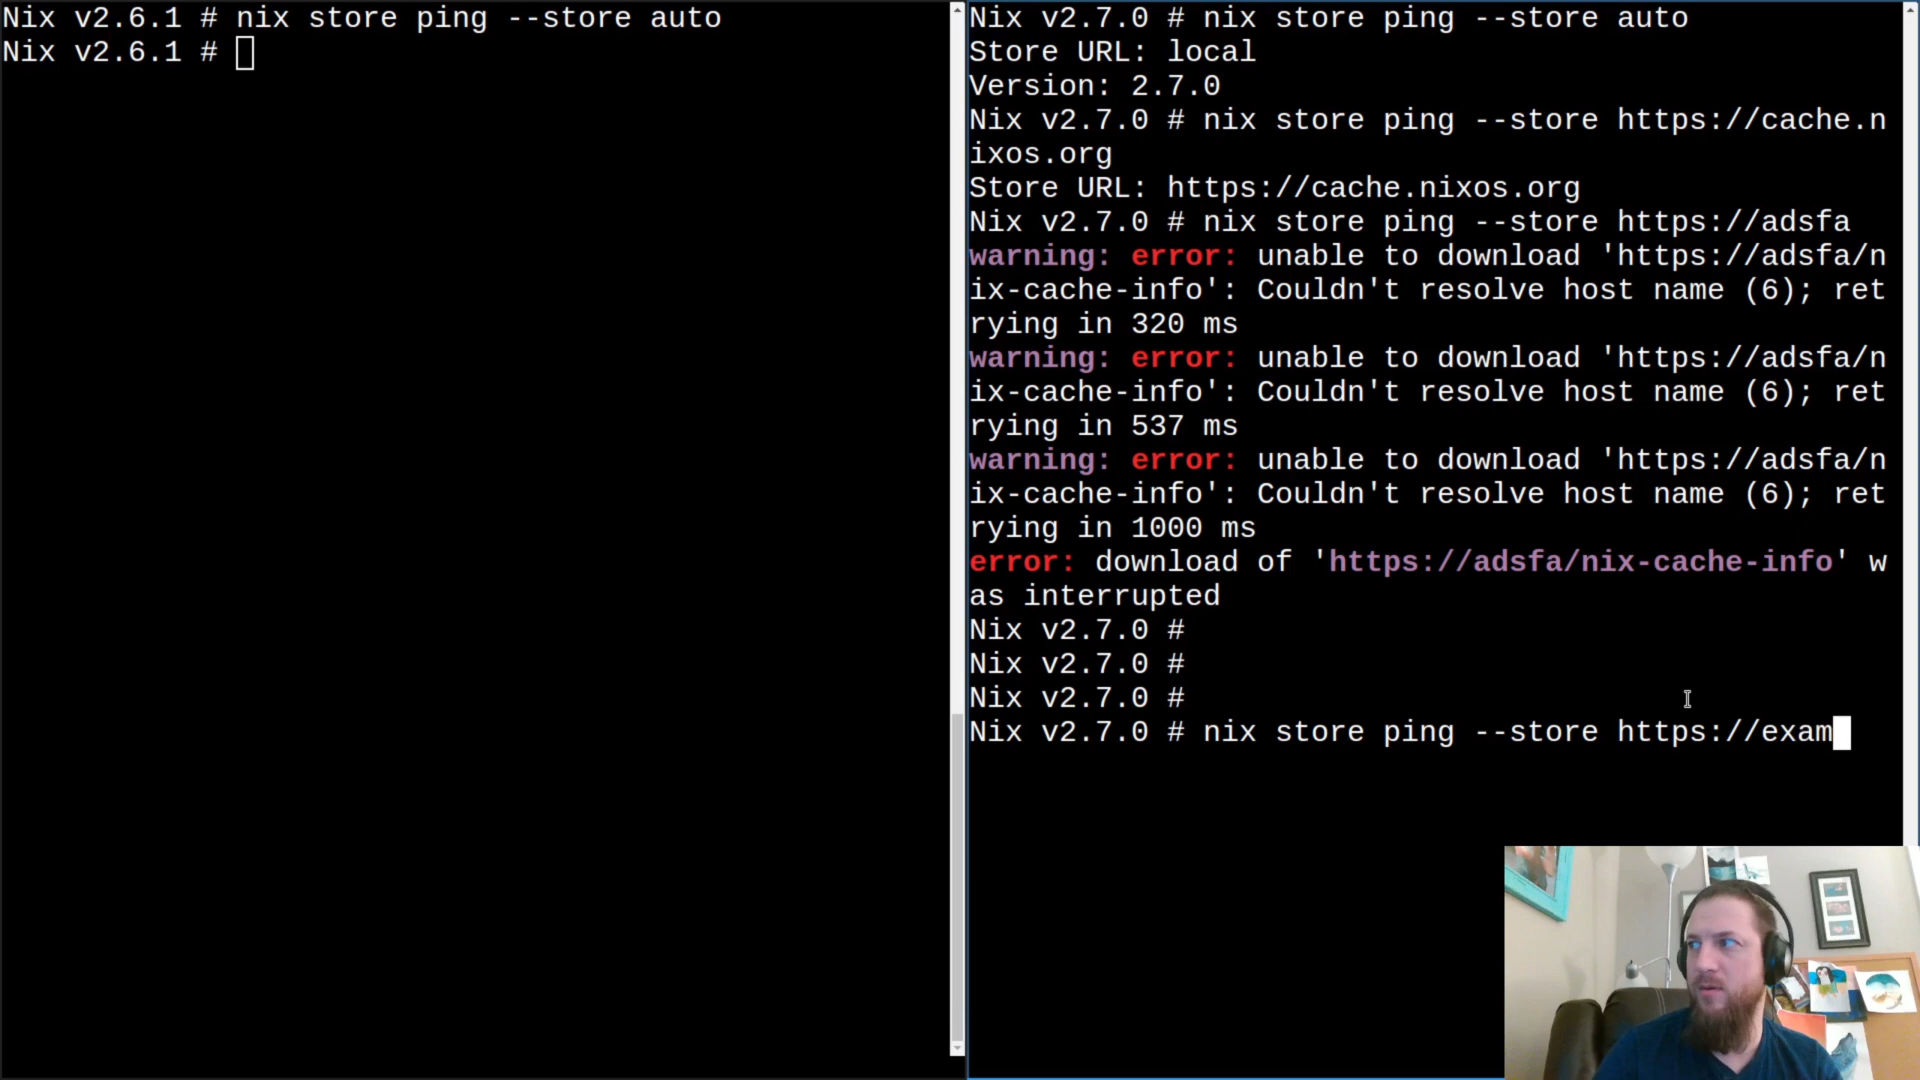 Nix v2.6.1 # nix store ping --store auto
Nix v2.6.1 #
Nix v2.7.0 # nix store ping --store auto
Store URL: local
Version: 2.7.0
Nix v2.7.0 # nix store ping --store https://cache.n
ixos.org
Store URL: https://cache.nixos.org
Nix v2.7.0 # nix store ping --store https://adsfa
warning: error: unable to download 'https://adsfa/n
ix-cache-info': Couldn't resolve host name (6); ret
rying in 320 ms
warning: error: unable to download 'https://adsfa/n
ix-cache-info': Couldn't resolve host name (6); ret
rying in 537 ms
warning: error: unable to download 'https://adsfa/n
ix-cache-info': Couldn't resolve host name (6); ret
rying in 1000 ms
error: download of 'https://adsfa/nix-cache-info' w
as interrupted
Nix v2.7.0 #
Nix v2.7.0 #
Nix v2.7.0 #
Nix v2.7.0 # nix store ping --store https://exam